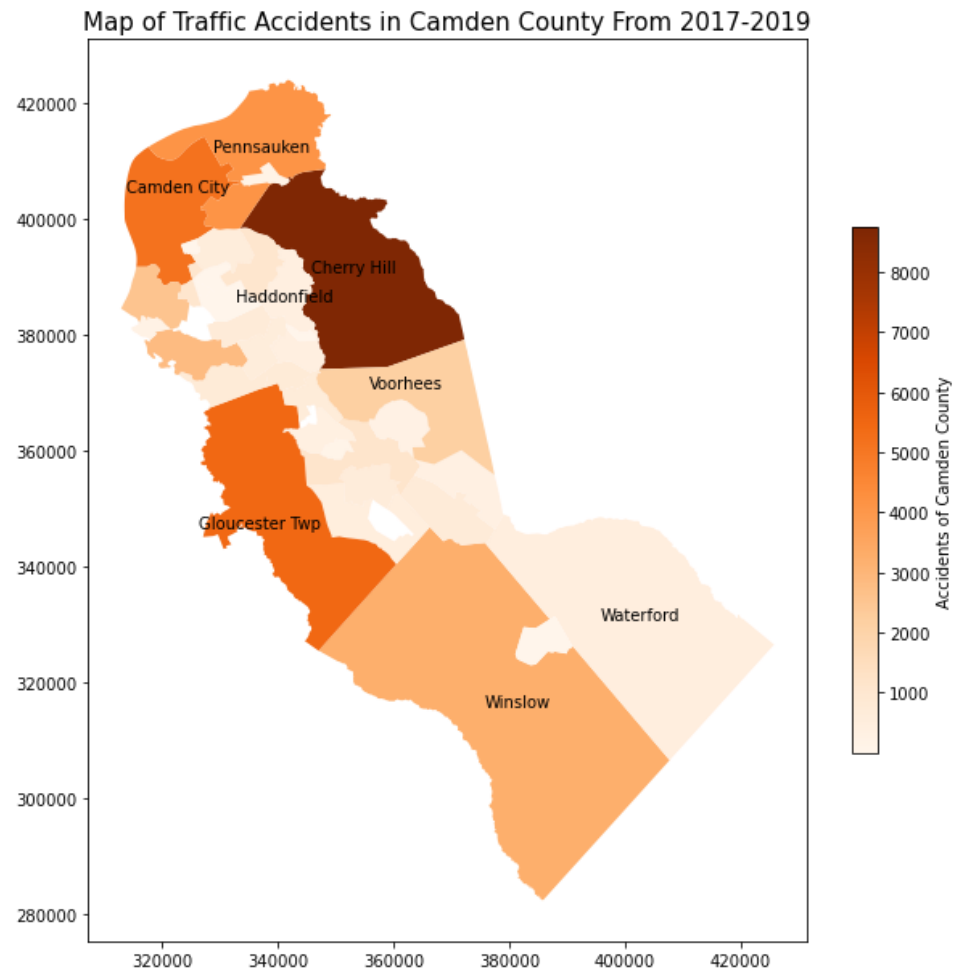 Map of Traffic Accidents in Camden County From 2017-2019
420000
400000
380000
360000
340000
320000
300000
280000
Pennsauken
Camden City
Cherry Hill
Haddonfield
Voorhees
Gloucester Twp
Waterford
Winslow
320000 340000 360000 380000 400000 420000
8000
7000
6000
5000
4000
3000
2000
1000
Accidents of Camden County